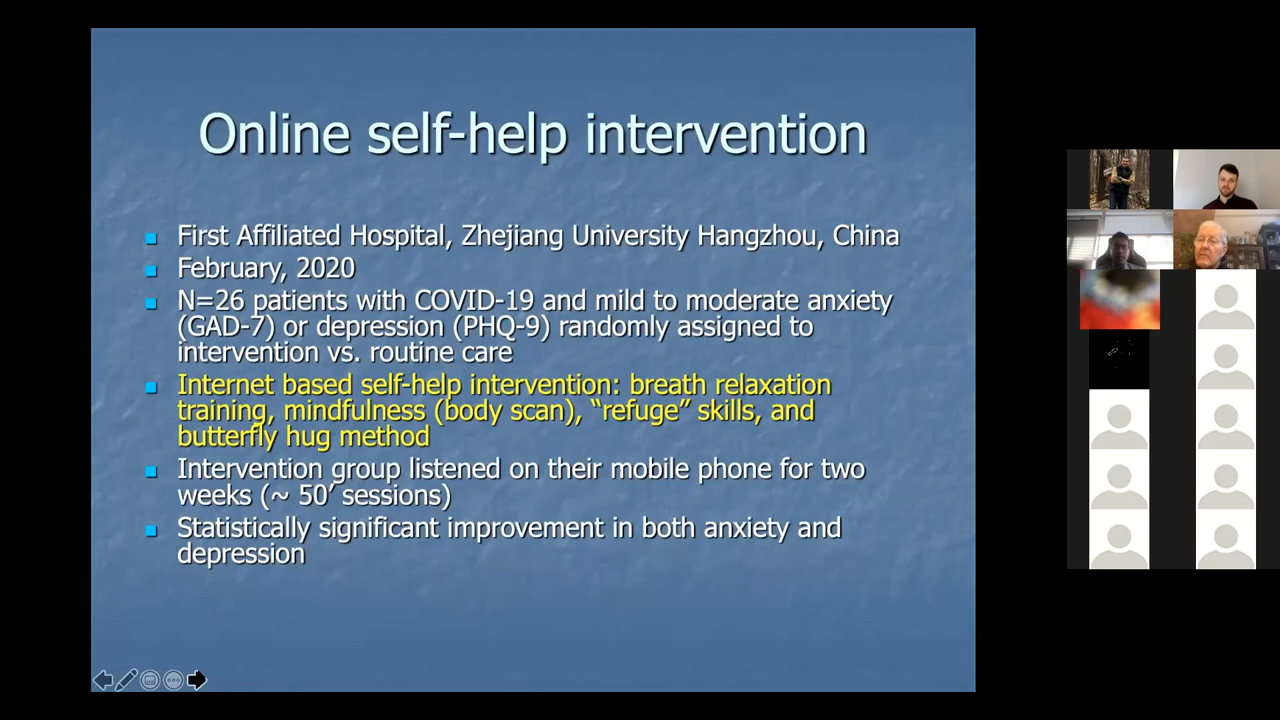 Online self-help intervention
First Affiliated Hospital, Zhejiang University Hangzhou, China
February, 2020
N=26 patients with COVID-19 and mild to moderate anxiety
(GAD-7) or depression (PHQ-9) randomly assigned to
intervention vs. routine care
Internet based self-help intervention: breath relaxation
training, mindfulness (body scan), “refuge” skills, and
butterfly hug method
Intervention group listened on their mobile phone for two
weeks (~ 50’ sessions)
Statistically significant improvement in both anxiety and
depression